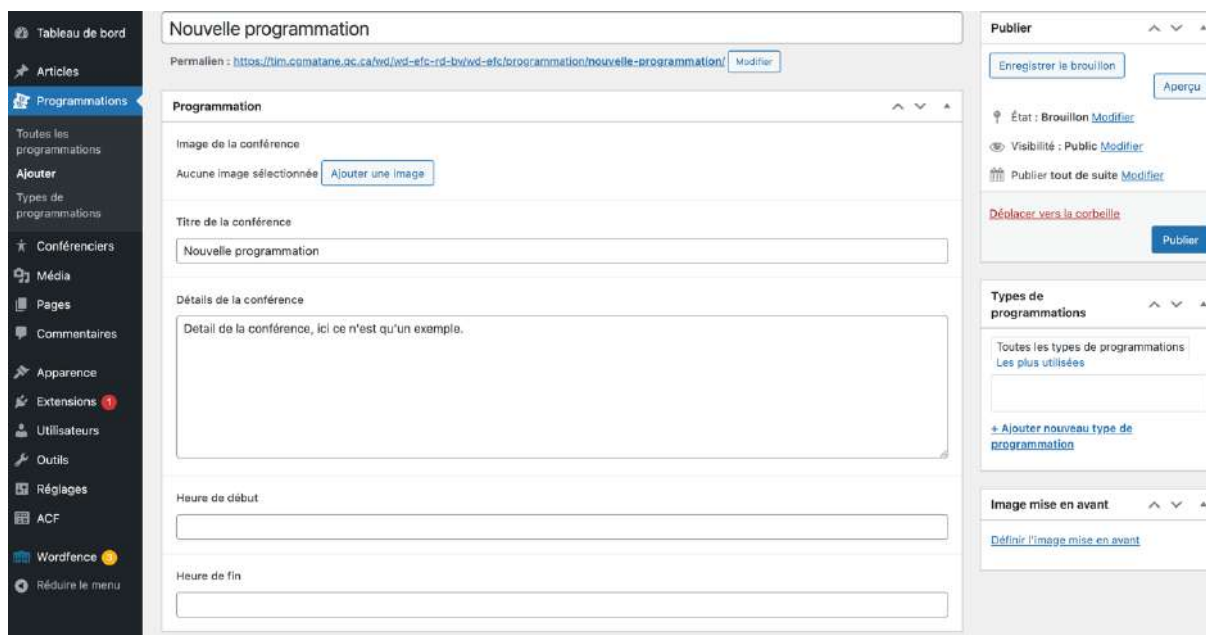 Tableau de bord
Articles
Programmations
Toutes les
programmations
Ajouter
Types de
programmations
Conférenciers
Média
Pages
Commentaires
Apparence
Extensions 1
Utilisateurs
Outils
Réglages
ACF
Wordfence 3
Réduire le menu
Nouvelle programmation
Permalien : https://tim.cgmatane.qc.ca/wd/wd-efc-rd-bv/wd-efc/programmation/nouvelle-programmation/ Modifier
Programmation
Image de la conférence
Aucune image sélectionnée Ajouter une image
Titre de la conférence
Nouvelle programmation
Détails de la conférence
Detail de la conférence, ici ce n'est qu'un exemple.
Heure de début
Heure de fin
Publier
Enregistrer le brouillon
Aperçu
État : Brouillon Modifier
Visibilité : Public Modifier
Publier tout de suite Modifier
Déplacer vers la corbeille
Publier
Types de
programmations
Toutes les types de programmations
Les plus utilisées
+ Ajouter nouveau type de
programmation
Image mise en avant
Définir l'image mise en avant